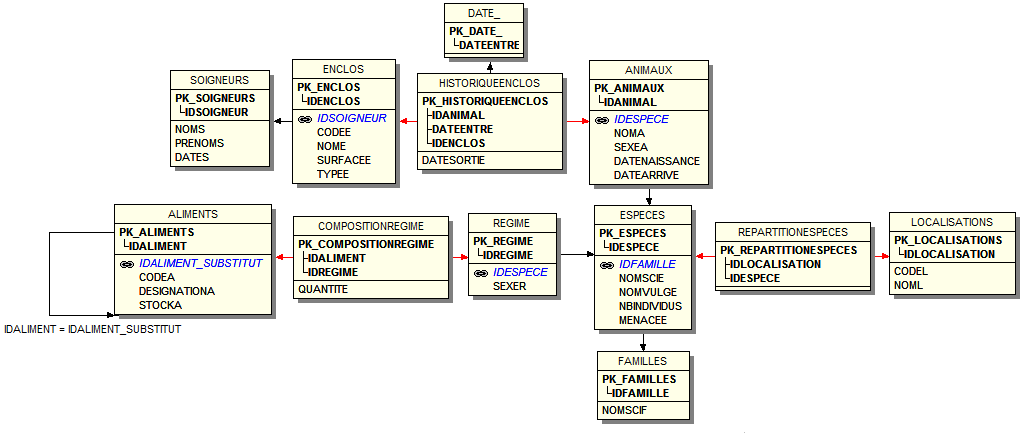 DATE_
PK_DATE_
DATEENTRE
SOIGNEURS
PK_SOIGNEURS
IDSOIGNEUR
NOMS
PRENOMS
DATES
ENCLOS
PK_ENCLOS
IDENCLOS
IDSOIGNEUR
CODEE
NOME
SURFACEE
TYPEE
HISTORIQUEENCLOS
PK_HISTORIQUEENCLOS
IDANIMAL
DATEENTRE
IDENCLOS
DATESORTIE
ANIMAUX
PK_ANIMAUX
IDANIMAL
IDESPECE
NOMA
SEXEA
DATENAISSANCE
DATEARRIVE
ALIMENTS
PK_ALIMENTS
IDALIMENT
IDALIMENT_SUBSTITUT
CODEA
DESIGNATIONA
STOCKA
IDALIMENT = IDALIMENT_SUBSTITUT
COMPOSITIONREGIME
PK_COMPOSITIONREGIME
IDALIMENT
IDREGIME
QUANTITE
REGIME
PK_REGIME
IDREGIME
IDESPECE
SEXER
ESPECES
PK_ESPECES
IDESPECE
IDFAMILLE
NOMSCIE
NOMVULGE
NBINDIVIDUS
MENACEE
REPARTITIONESPECES
PK_REPARTITIONESPECES
IDLOCALISATION
IDESPECE
LOCALISATIONS
PK_LOCALISATIONS
IDLOCALISATION
CODEL
NOML
FAMILLES
PK_FAMILLES
IDFAMILLE
NOMSCIF